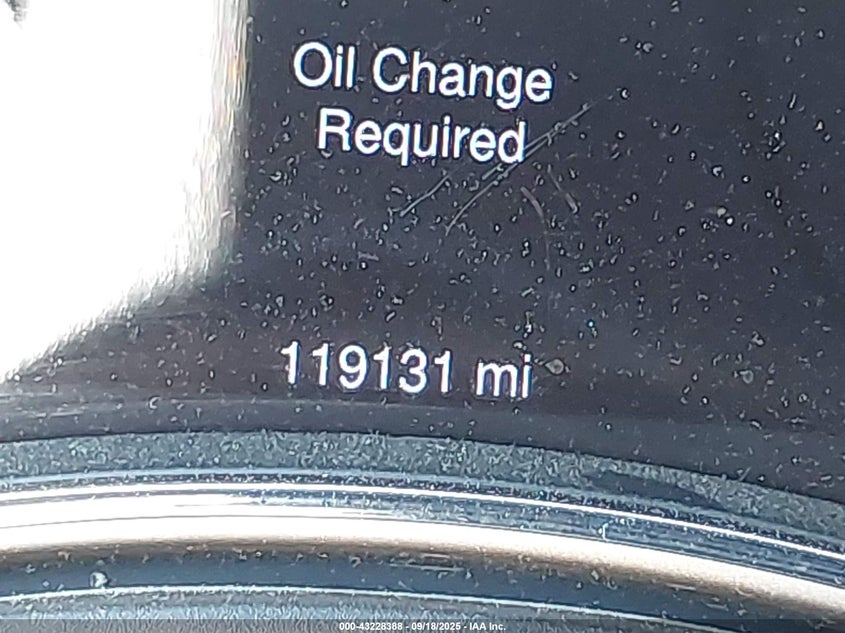 Oil Change
Required
119131 mi
000-43228388 - 09/18/2025 - IAA Inc.